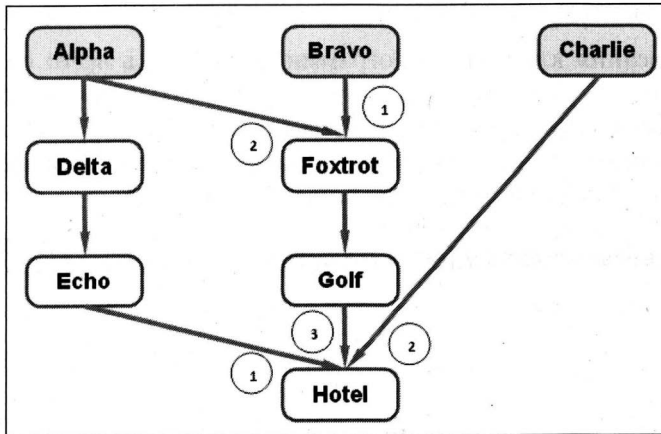 Alpha
Bravo
Charlie
1
2
Delta
Foxtrot
Echo
Golf
3
2
1
Hotel